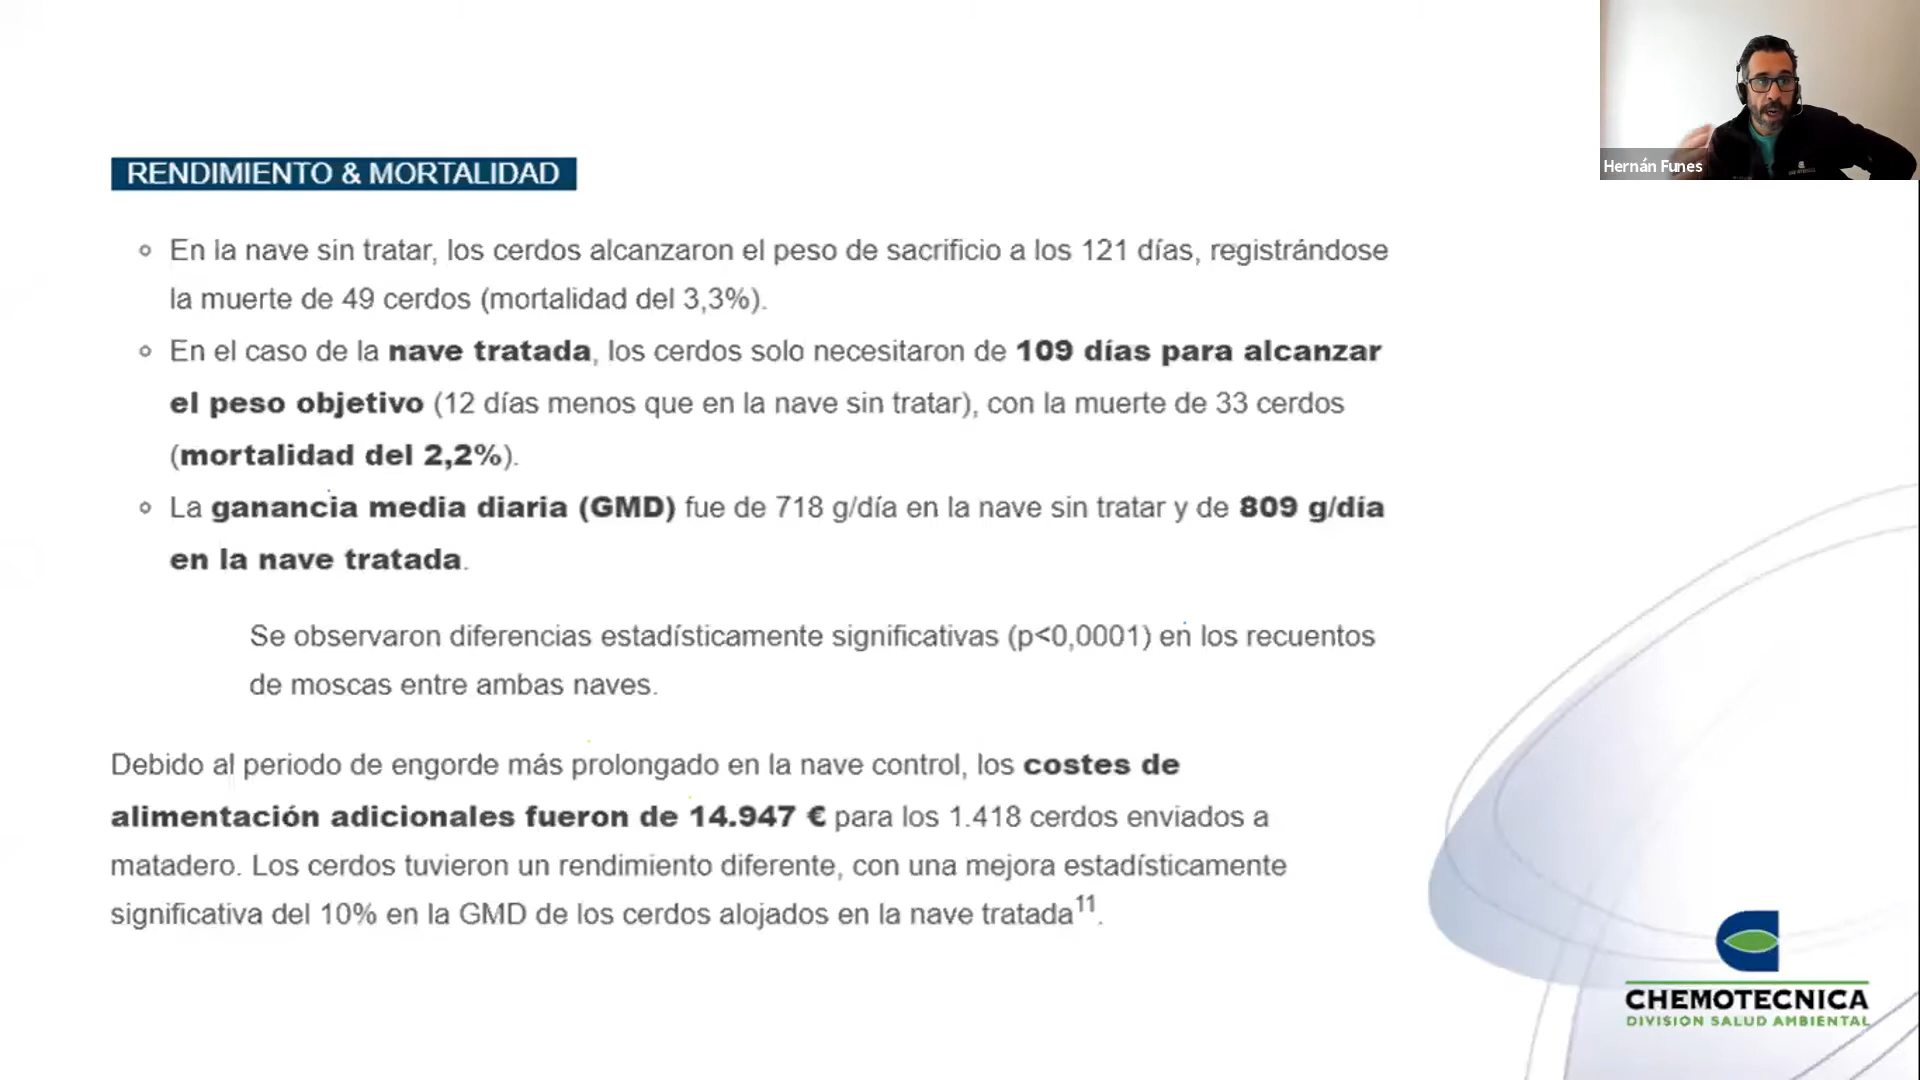 Hernán Funes
RENDIMIENTO & MORTALIDAD
En la nave sin tratar, los cerdos alcanzaron el peso de sacrificio a los 121 días, registrándose
la muerte de 49 cerdos (mortalidad del 3,3%).
En el caso de la nave tratada, los cerdos solo necesitaron de 109 días para alcanzar
el peso objetivo (12 días menos que en la nave sin tratar), con la muerte de 33 cerdos
(mortalidad del 2,2%).
La ganancia media diaria (GMD) fue de 718 g/día en la nave sin tratar y de 809 g/día
en la nave tratada.
Se observaron diferencias estadísticamente significativas (p<0,0001) en los recuentos
de moscas entre ambas naves.
Debido al periodo de engorde más prolongado en la nave control, los costes de
alimentación adicionales fueron de 14.947 € para los 1.418 cerdos enviados a
matadero. Los cerdos tuvieron un rendimiento diferente, con una mejora estadísticamente
significativa del 10% en la GMD de los cerdos alojados en la nave tratada11.
CHEMOTECNICA
DIVISION SALUD AMBIENTAL